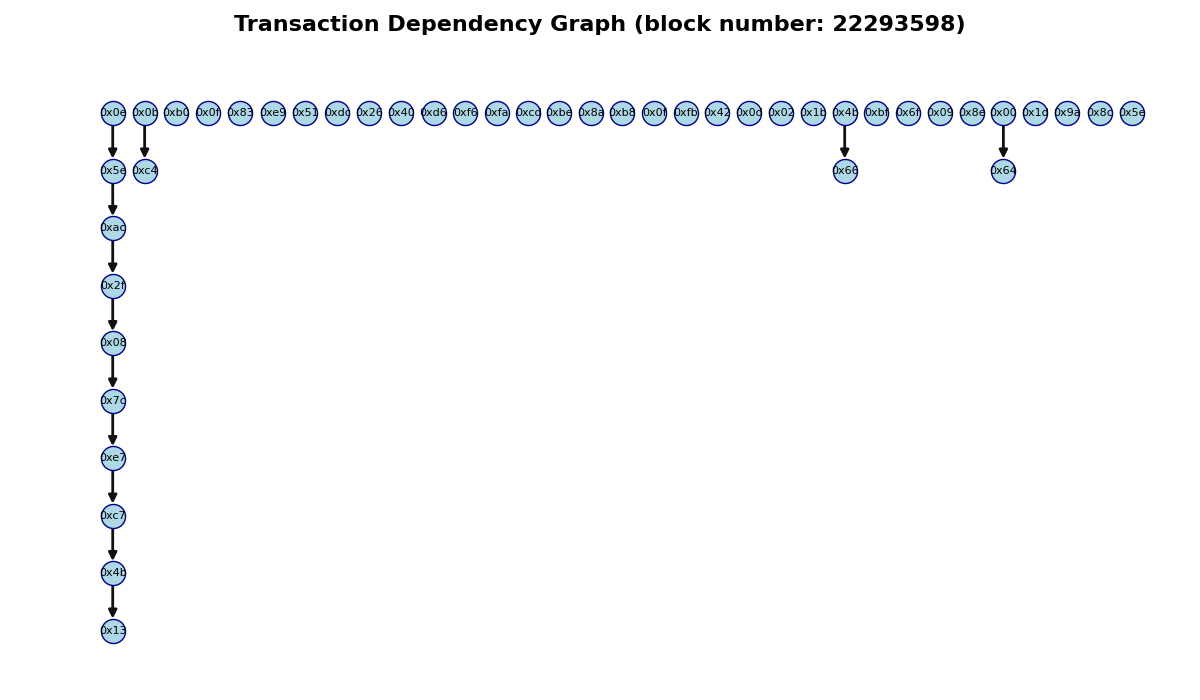 Transaction Dependency Graph (block number: 22293598)
0x0e 0x0b 0xb0 0x0f 0x83 0xe9 0x51 0xdc 0x26 0x40 0xd6 0xf6 0xfa 0xcc 0xbe 0x8a 0xb8 0x0f 0xfb 0x42 0x0d 0x02 0x1b 0x4b 0xbf 0x6f 0x09 0x8e 0x00 0x1d 0x9a 0x8c 0x5e
0x5e 0xc4 0x66 0x64
0xac
0x2f
0x08
0x7c
0xe7
0xc7
0x4b
0x13